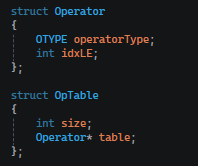 struct Operator
{
    OTYPE operatorType;
    int idxLE;
};
struct OpTable
{
    int size;
    Operator* table;
};